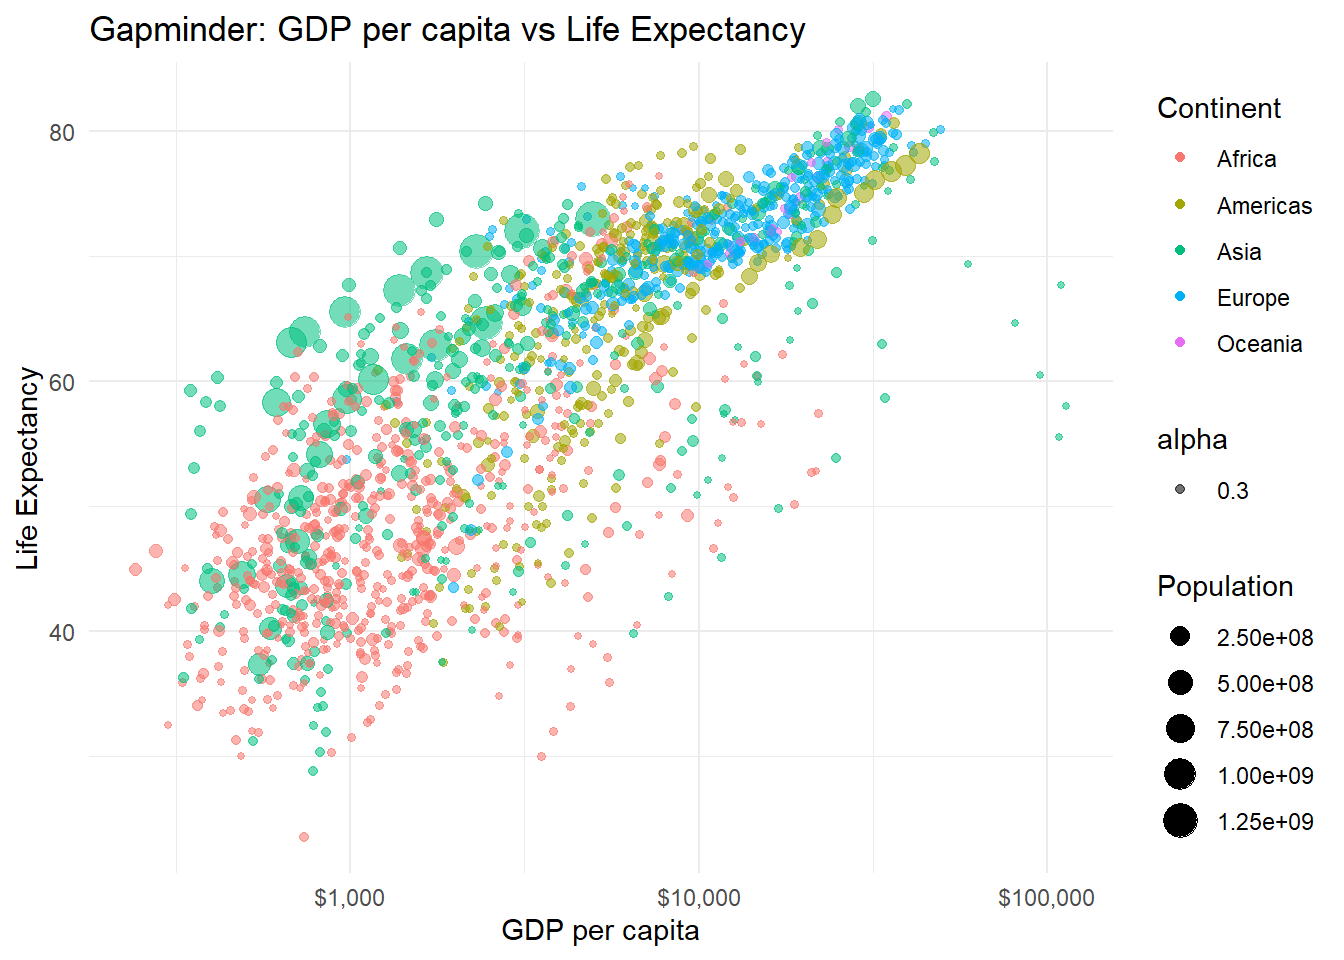 Gapminder: GDP per capita vs Life Expectancy
Life Expectancy
80
60
40
$1,000
$10,000
$100,000
GDP per capita
Continent
Africa
Americas
Asia
Europe
Oceania
alpha
0.3
Population
2.50e+08
5.00e+08
7.50e+08
1.00e+09
1.25e+09